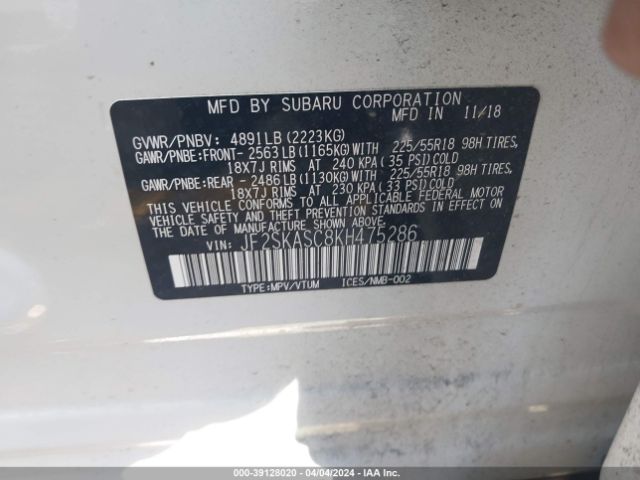 MFD BY SUBARU CORPORATION MFD IN 11/18
GVWR/PNBV: 4891LB (2223KG)
GAWR/PNBE:FRONT- 2563LB (1165KG)WITH 225/55R18 98H TIRES,
18X7J RIMS AT 240 KPA (35 PSI)COLD
GAWR/PNBE:REAR - 2486LB (1130KG)WITH 225/55R18 98H TIRES,
18X7J RIMS AT 230 KPA (33 PSI)COLD
THIS VEHICLE CONFORMS TO ALL APPLICABLE FEDERAL MOTOR
VEHICLE SAFETY AND THEFT PREVENTION STANDARDS IN EFFECT ON
THE DATE OF MANUFACTURE SHOWN ABOVE.
VIN: JF2SKASC8KH475286
TYPE:MPV/VTUM ICES/NMB-002
000-39128020 - 04/04/2024 - IAA Inc.